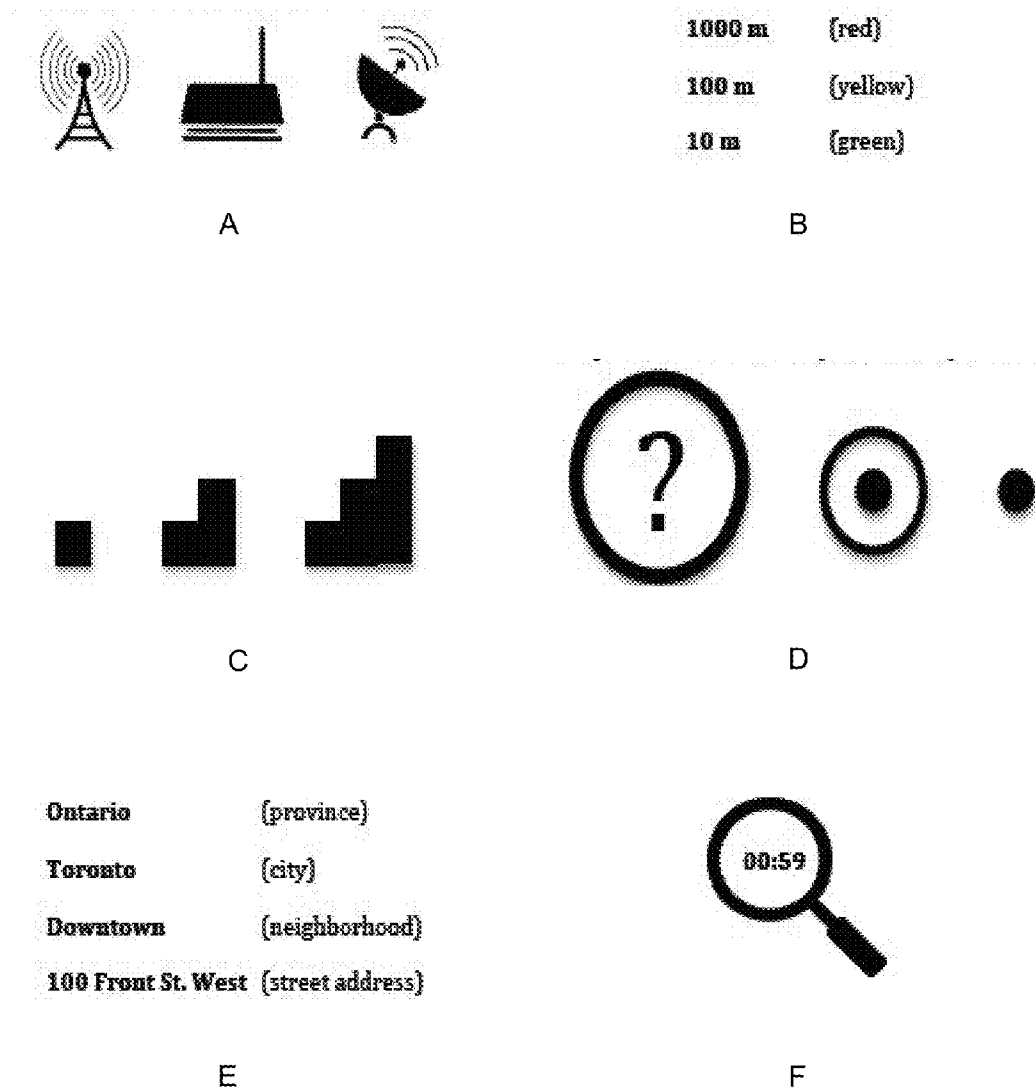 1000 m (red)
100 m (yellow)
10 m (green)
A
B
?
C
D
Ontario (province)
Toronto (city)
Downtown (neighborhood)
100 Front St. West (street address)
00:59
E
F